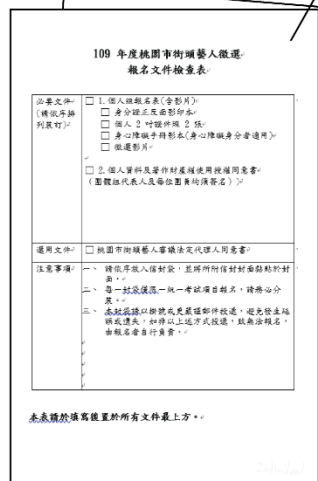 109 年度桃園市街頭藝人徵選
報名文件檢查表
必要文件
(請依序排
列裝訂)
□ 1.個人組報名表(含影片)
□ 身分證正反面影印本
□ 個人 2 吋證件照 2 張
□ 身心障礙手冊影本(身心障礙身分者適用)
□ 徵選影片
□ 2.個人資料及著作財產權使用授權同意書
(團體組代表人及每位團員均須簽名))
選用文件
□ 桃園市街頭藝人審議法定代理人同意書
注意事項
一、 請依序放入信封袋,並將所附信封封面黏貼於封
面。
二、 每一封袋僅限一組一考試項目報名,請務必分
裝。
三、 本封袋請以掛號或更嚴謹郵件投遞,避免發生延
誤或遺失,如非以上述方式投遞,致無法報名,
由報名者自行負責。
本表請於填寫後置於所有文件最上方。